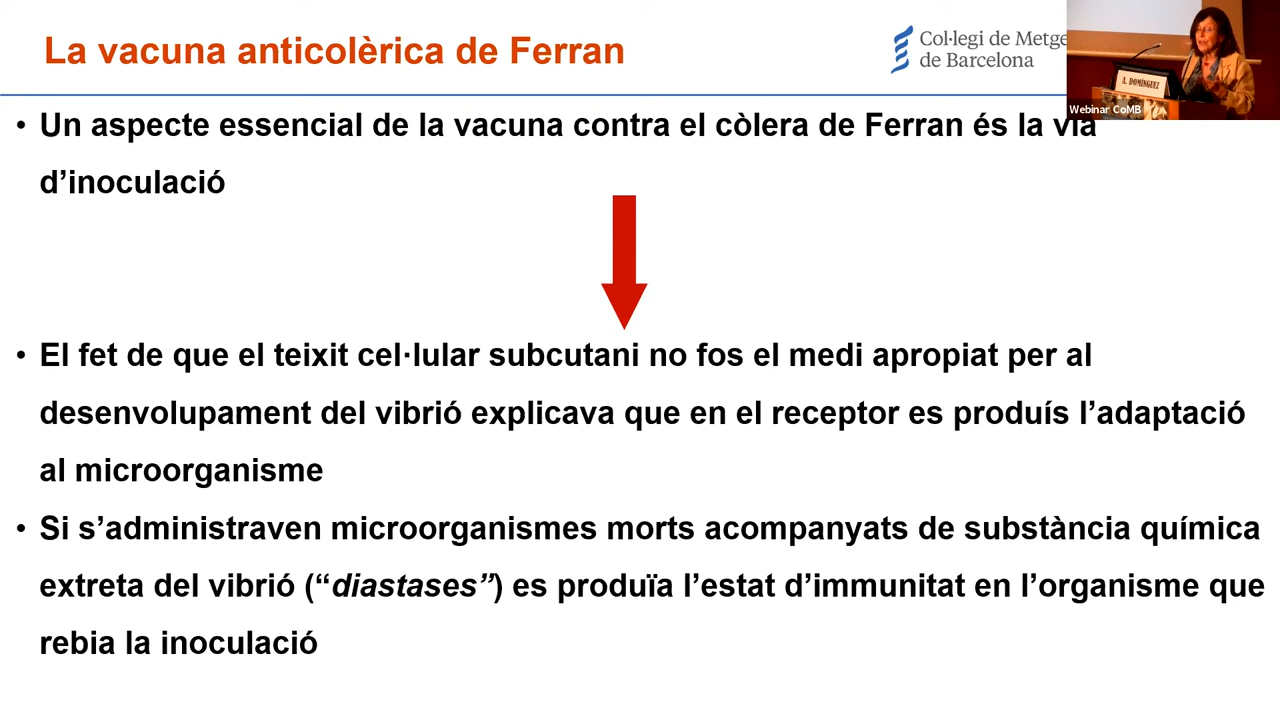 La vacuna anticolèrica de Ferran
Col·legi de Metge
de Barcelona
A. DOMÍNGUEZ
Webinar CoMB
• Un aspecte essencial de la vacuna contra el còlera de Ferran és la via
d’inoculació
• El fet de que el teixit cel·lular subcutani no fos el medi apropiat per al
desenvolupament del vibrió explicava que en el receptor es produís l’adaptació
al microorganisme
• Si s’administraven microorganismes morts acompanyats de substància química
extreta del vibrió (“diastases”) es produïa l’estat d’immunitat en l’organisme que
rebia la inoculació